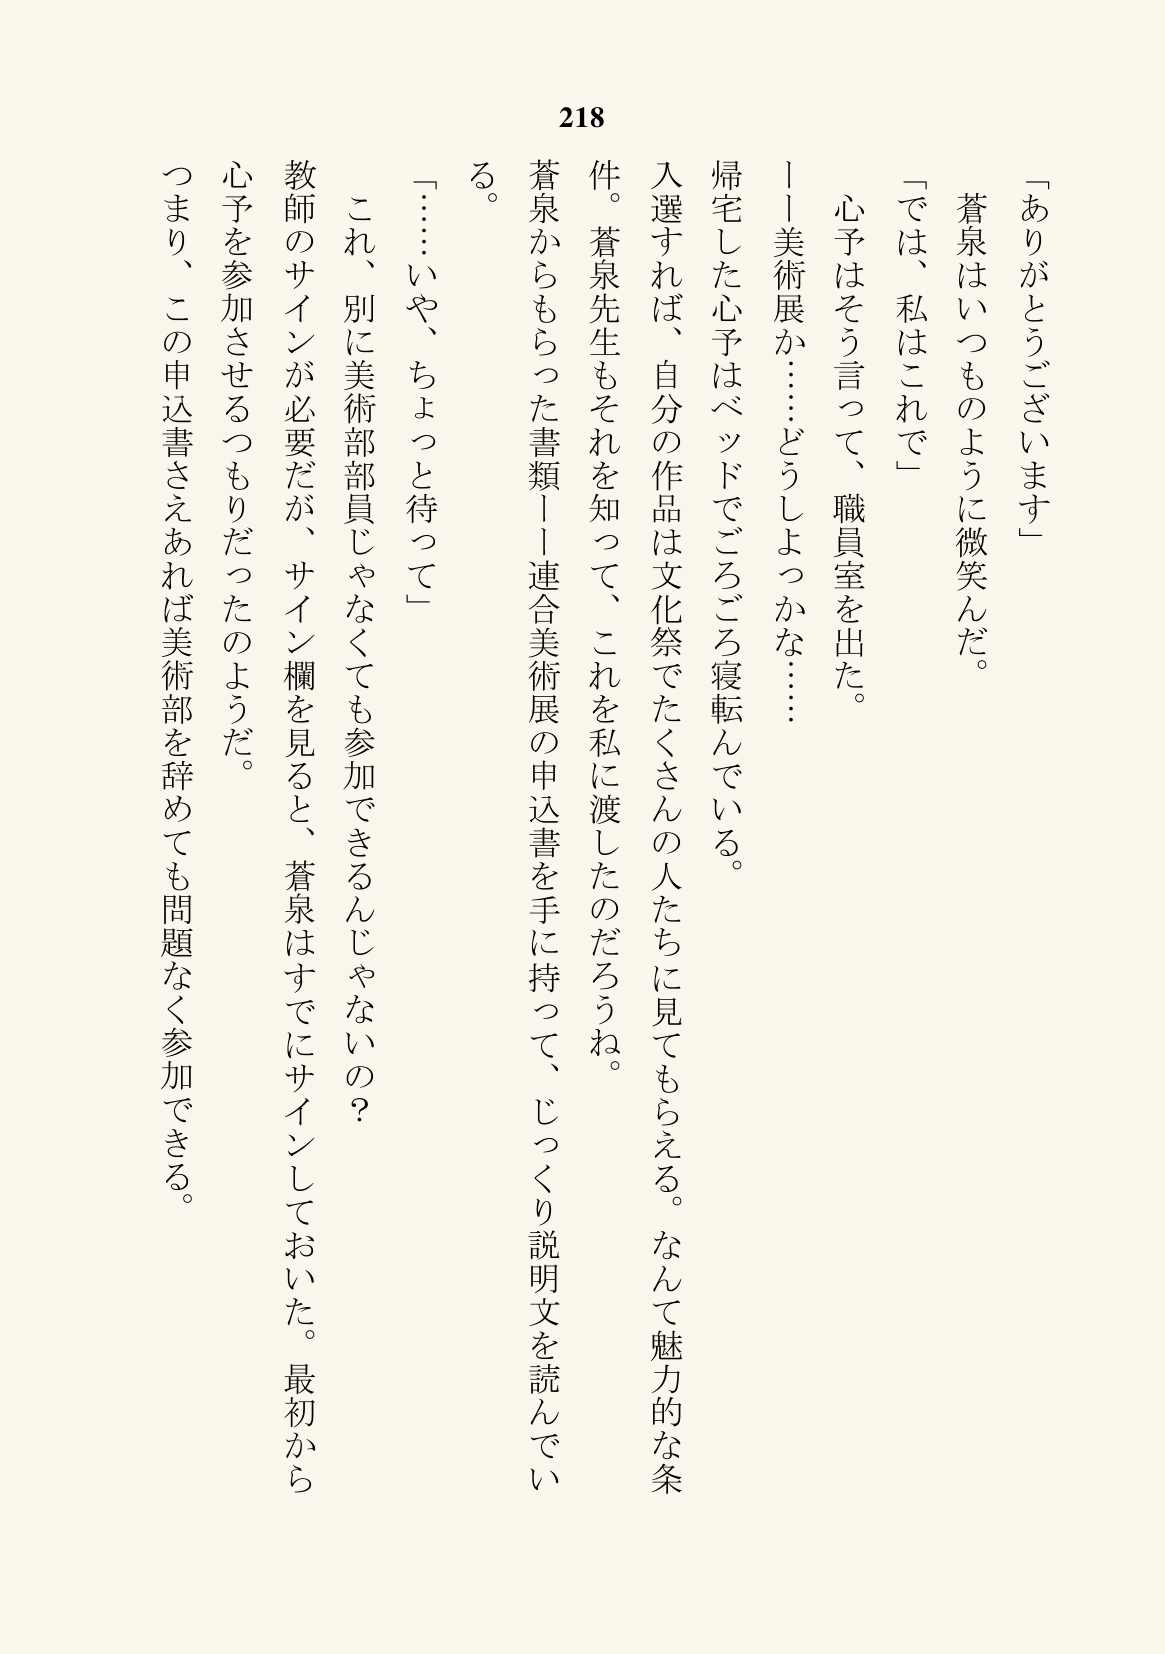 218
「ありがとうございます」
　蒼泉はいつものように微笑んだ。
「では、私はこれで」
　心予はそう言って、職員室を出た。
ーー美術展か……どうしよっかな……
帰宅した心予はベッドでごろごろ寝転んでいる。
入選すれば、自分の作品は文化祭でたくさんの人たちに見てもらえる。なんて魅力的な条
件。蒼泉先生もそれを知って、これを私に渡したのだろうね。
蒼泉からもらった書類ーー連合美術展の申込書を手に持って、じっくり説明文を読んでい
る。
「……いや、ちょっと待って」
　これ、別に美術部部員じゃなくても参加できるんじゃないの？
教師のサインが必要だが、サイン欄を見ると、蒼泉はすでにサインしておいた。最初から
心予を参加させるつもりだったのようだ。
つまり、この申込書さえあれば美術部を辞めても問題なく参加できる。